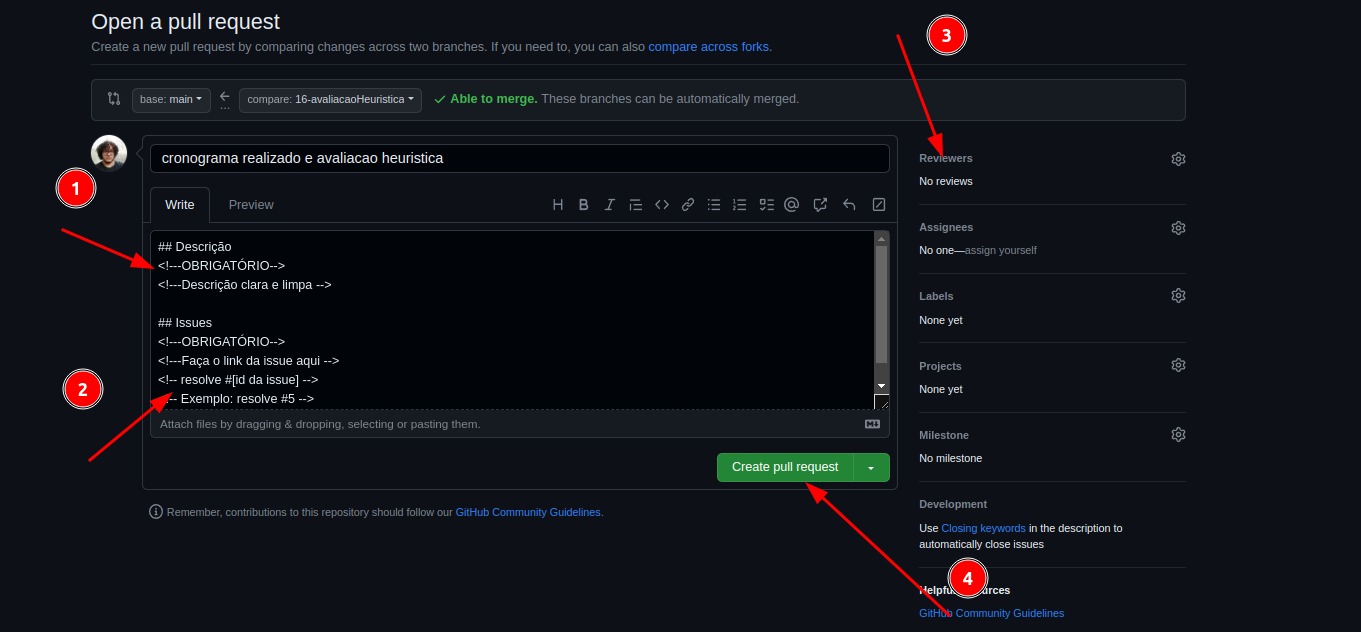 Open a pull request
Create a new pull request by comparing changes across two branches. If you need to, you can also compare across forks.
3
base: main
compare: 16-avaliacaoHeuristica
Able to merge. These branches can be automatically merged.
cronograma realizado e avaliacao heuristica
1
Write
Preview
## Descrição
<!---OBRIGATÓRIO-->
<!---Descrição clara e limpa -->
## Issues
<!---OBRIGATÓRIO-->
<!---Faça o link da issue aqui -->
<!-- resolve #[id da issue] -->
<!-- Exemplo: resolve #5 -->
2
Attach files by dragging & dropping, selecting or pasting them.
Create pull request
Remember, contributions to this repository should follow our GitHub Community Guidelines.
Reviewers
No reviews
Assignees
No one—assign yourself
Labels
None yet
Projects
None yet
Milestone
No milestone
Development
Use Closing keywords in the description to
automatically close issues
4
GitHub Community Guidelines